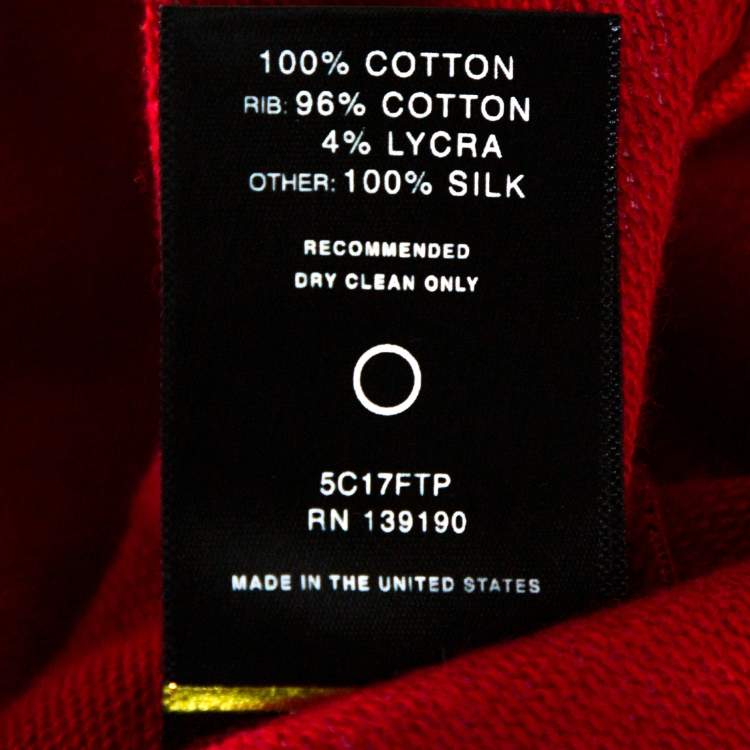 100% COTTON
RIB: 96% COTTON
4% LYCRA
OTHER: 100% SILK
RECOMMENDED
DRY CLEAN ONLY
5C17FTP
RN 139190
MADE IN THE UNITED STATES